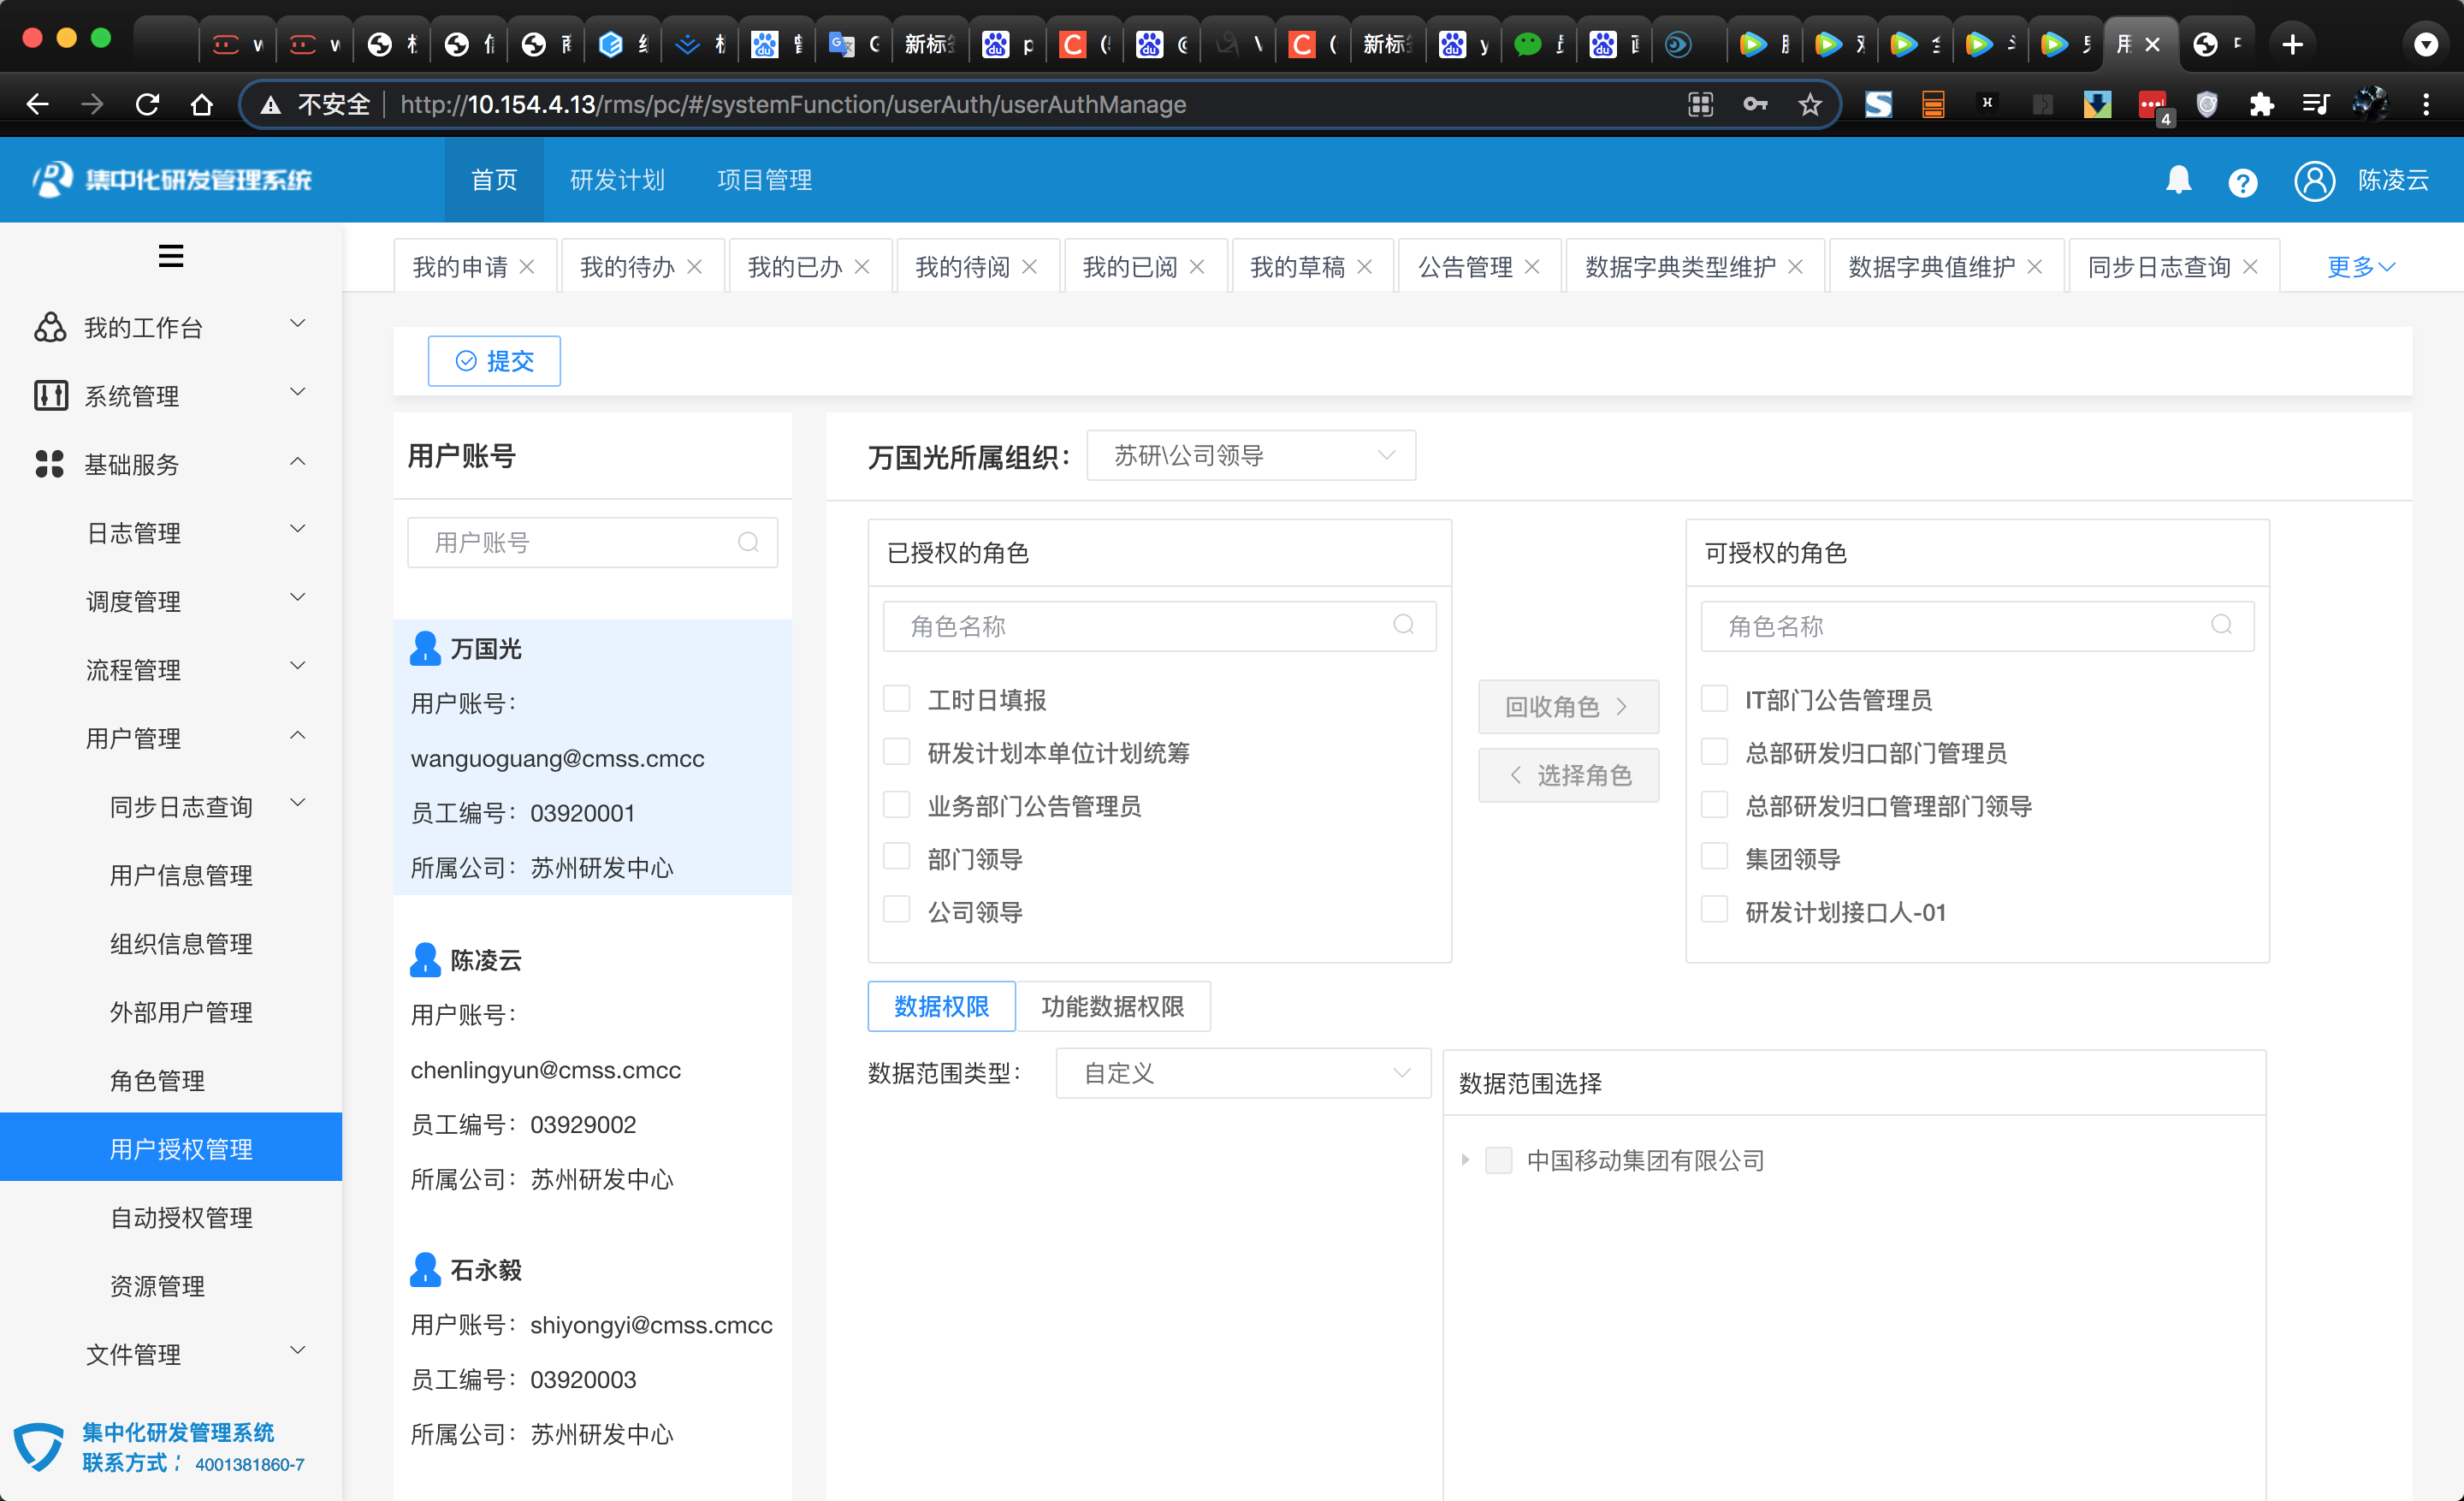 新标签
新标签
不安全
http://10.154.4.13/rms/pc/#/systemFunction/userAuth/userAuthManage
4
集中化研发管理系统
首页
研发计划
项目管理
陈凌云
我的申请
我的待办
我的已办
我的待阅
我的已阅
我的草稿
公告管理
数据字典类型维护
数据字典值维护
同步日志查询
更多
我的工作台
系统管理
基础服务
日志管理
调度管理
流程管理
用户管理
同步日志查询
用户信息管理
组织信息管理
外部用户管理
角色管理
用户授权管理
自动授权管理
资源管理
文件管理
集中化研发管理系统
联系方式： 4001381860-7
提交
用户账号
用户账号
万国光
用户账号：
wanguoguang@cmss.cmcc
员工编号：03920001
所属公司：苏州研发中心
陈凌云
用户账号：
chenlingyun@cmss.cmcc
员工编号：03929002
所属公司：苏州研发中心
石永毅
用户账号：shiyongyi@cmss.cmcc
员工编号：03920003
所属公司：苏州研发中心
万国光所属组织：
苏研\公司领导
已授权的角色
角色名称
工时日填报
研发计划本单位计划统筹
业务部门公告管理员
部门领导
公司领导
回收角色
选择角色
可授权的角色
角色名称
IT部门公告管理员
总部研发归口部门管理员
总部研发归口管理部门领导
集团领导
研发计划接口人-01
数据权限
功能数据权限
数据范围类型：
自定义
数据范围选择
中国移动集团有限公司